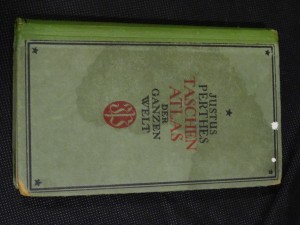 JUSTUS
PERTHES
TASCHEN
ATLAS
DER
GANZEN
WELT